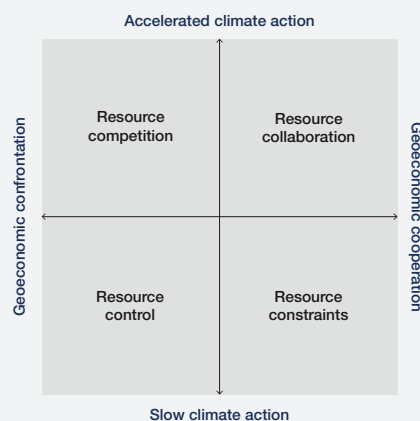 Accelerated climate action
Geoeconomic confrontation
Resource
competition
Resource
collaboration
Geoeconomic cooperation
Resource
control
Resource
constraints
Slow climate action